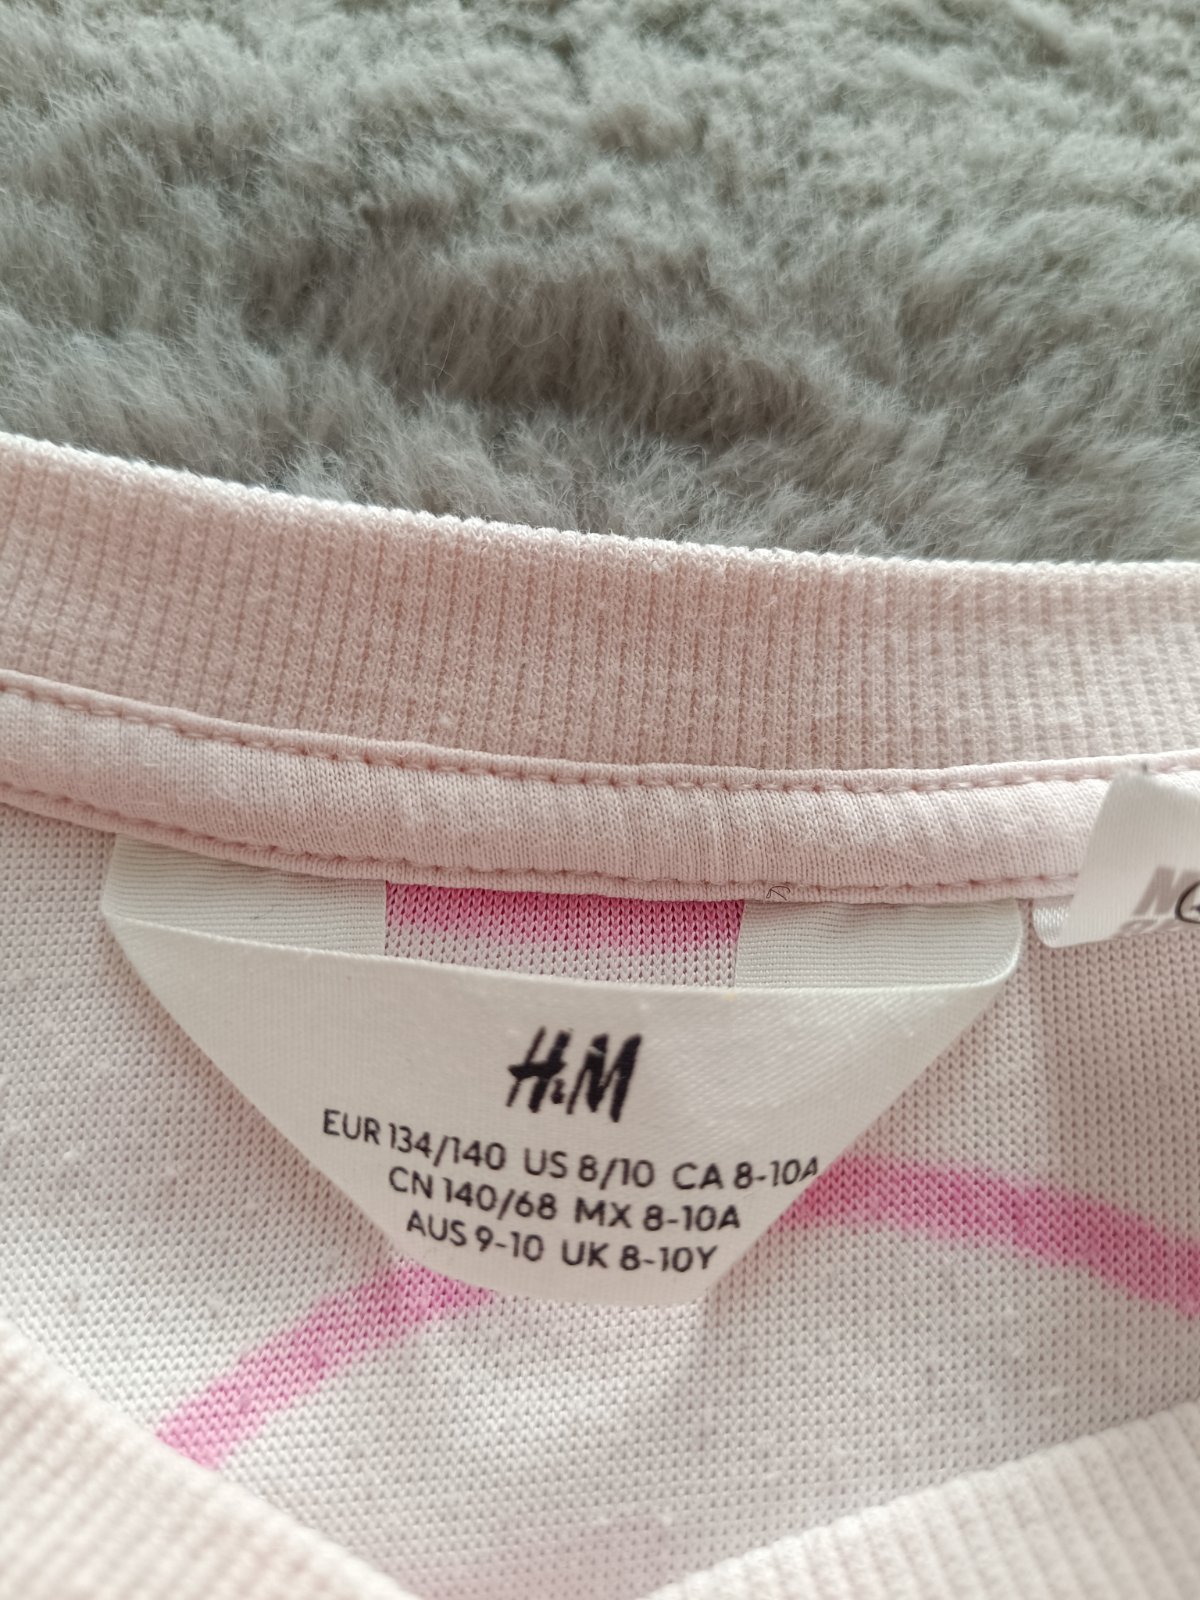 H&M
EUR 134/140 US 8/10 CA 8-10A
CN 140/68 MX 8-10A
AUS 9-10 UK 8-10Y